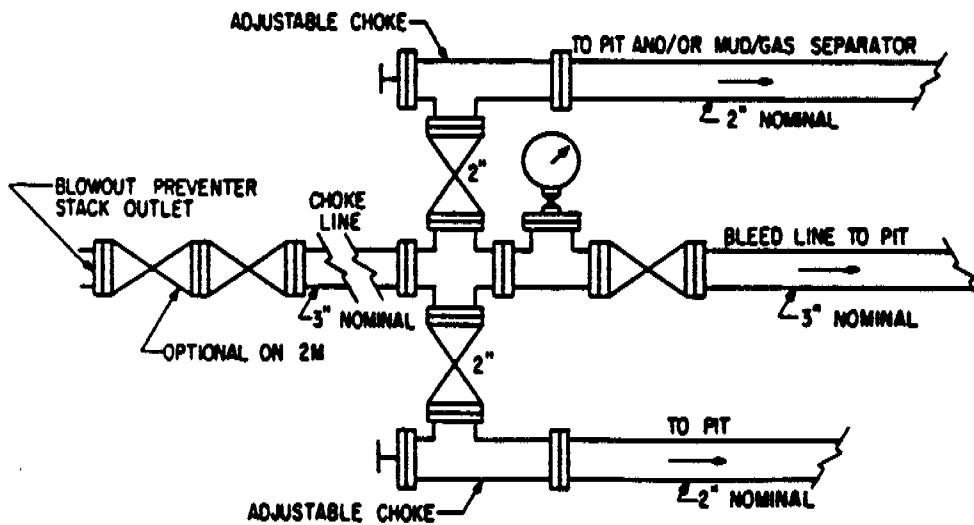 ADJUSTABLE CHOKE
TO PIT AND/OR MUD/GAS SEPARATOR
2" NOMINAL
2"
BLOWOUT PREVENTER
STACK OUTLET
CHOKE
LINE
BLEED LINE TO PIT
3" NOMINAL
3" NOMINAL
OPTIONAL ON 2M
2"
TO PIT
2" NOMINAL
ADJUSTABLE CHOKE